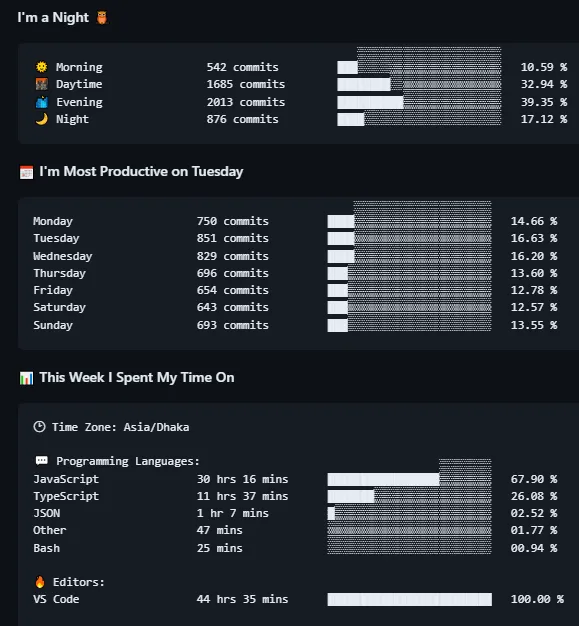 I'm a Night 🦉
🌞 Morning 542 commits 10.59 %
🌆 Daytime 1685 commits 32.94 %
🌃 Evening 2013 commits 39.35 %
🌙 Night 876 commits 17.12 %
📅 I'm Most Productive on Tuesday
Monday 750 commits 14.66 %
Tuesday 851 commits 16.63 %
Wednesday 829 commits 16.20 %
Thursday 696 commits 13.60 %
Friday 654 commits 12.78 %
Saturday 643 commits 12.57 %
Sunday 693 commits 13.55 %
📊 This Week I Spent My Time On
🕑 Time Zone: Asia/Dhaka
💬 Programming Languages:
JavaScript 30 hrs 16 mins 67.90 %
TypeScript 11 hrs 37 mins 26.08 %
JSON 1 hr 7 mins 02.52 %
Other 47 mins 01.77 %
Bash 25 mins 00.94 %
🔥 Editors:
VS Code 44 hrs 35 mins 100.00 %